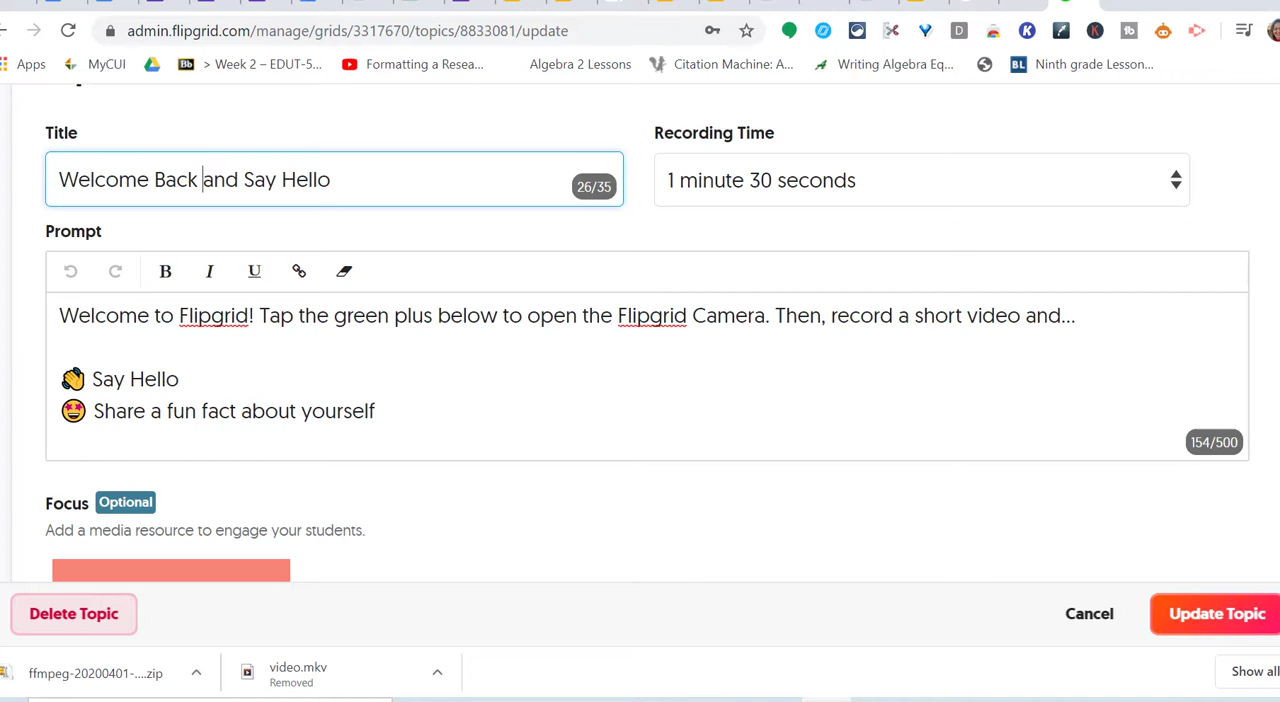 admin.flipgrid.com/manage/grids/3317670/topics/8833081/update
Apps MyCUI Bb > Week 2 – EDUT-5... Formatting a Resea... Algebra 2 Lessons Citation Machine: A... Writing Algebra Eq... BL Ninth grade Lesson...
Title
Recording Time
Welcome Back and Say Hello
26/35
1 minute 30 seconds
Prompt
B I U
Welcome to Flipgrid! Tap the green plus below to open the Flipgrid Camera. Then, record a short video and...
Say Hello
Share a fun fact about yourself
154/500
Focus Optional
Add a media resource to engage your students.
Delete Topic
Cancel
Update Topic
ffmpeg-20200401-....zip
video.mkv
Removed
Show all